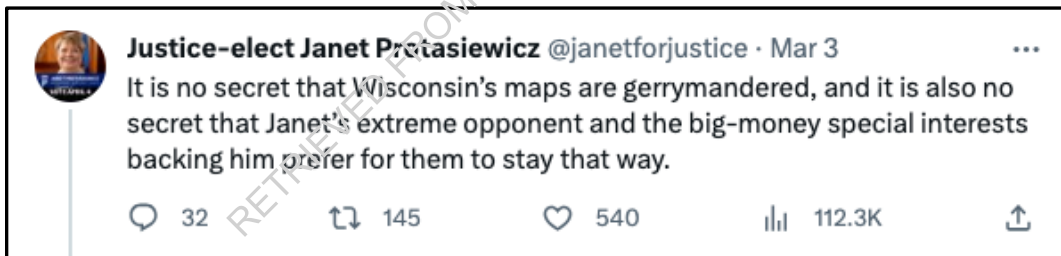 Justice-elect Janet Protasiewicz @janetforjustice · Mar 3
It is no secret that Wisconsin's maps are gerrymandered, and it is also no
secret that Janet's extreme opponent and the big-money special interests
backing him prefer for them to stay that way.
32 145 540 112.3K
RETRIEVED FROM